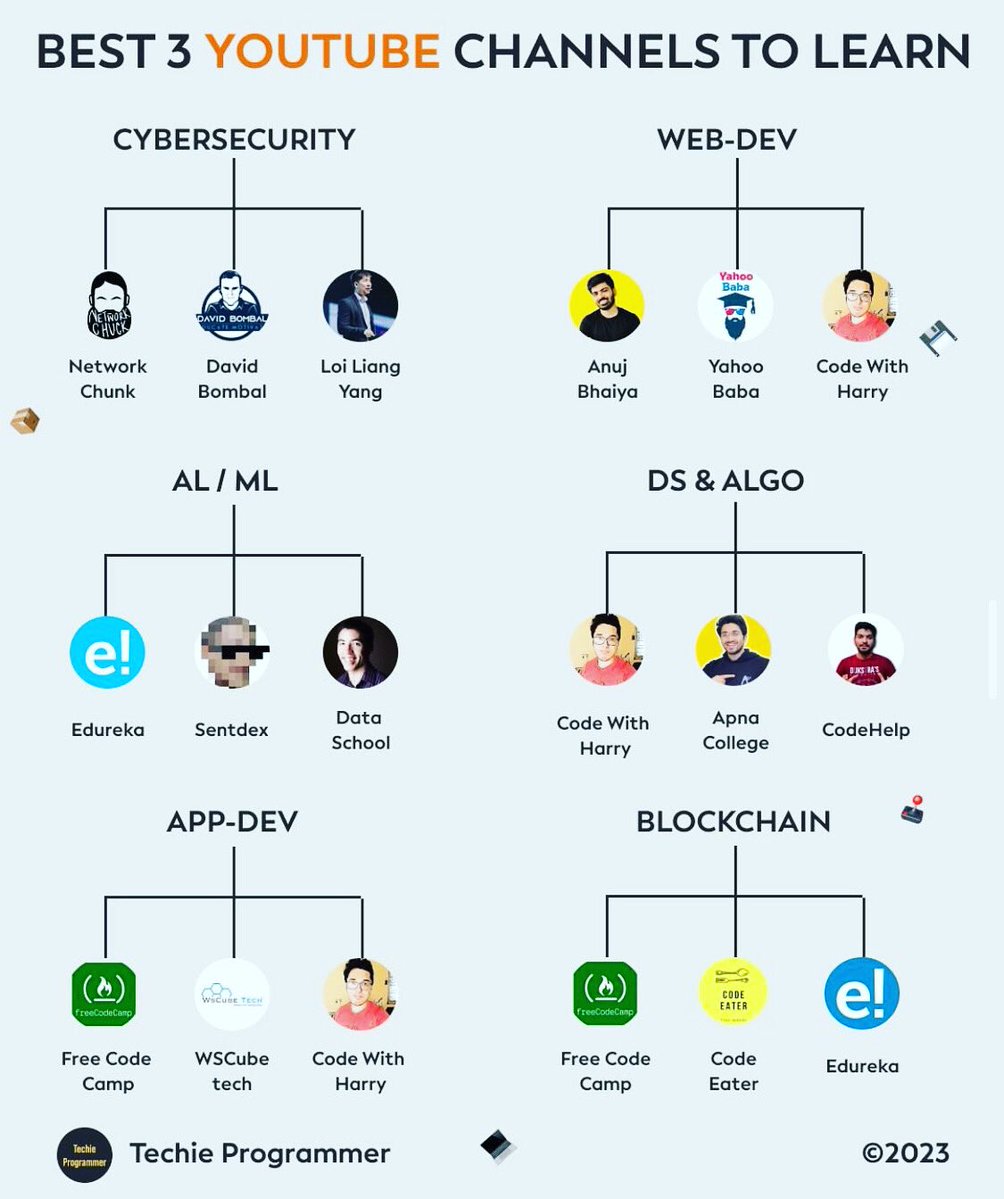 BEST 3 YOUTUBE CHANNELS TO LEARN
CYBERSECURITY
NETWORK
CHUCK
DAVID BOMBAL
Network
Chunk
David
Bombal
Loi Liang
Yang
WEB-DEV
Yahoo
Baba
Anuj
Bhaiya
Yahoo
Baba
Code With
Harry
AL / ML
e!
Edureka
Sentdex
Data
School
DS & ALGO
Code With
Harry
Apna
College
CodeHelp
APP-DEV
(🔥)
freeCodeCamp
WSCUBE TECH
Free Code
Camp
WSCube
tech
Code With
Harry
BLOCKCHAIN
freeCodeCamp
CODE
EATER
e!
Free Code
Camp
Code
Eater
Edureka
Techie
Programmer
Techie Programmer
©2023